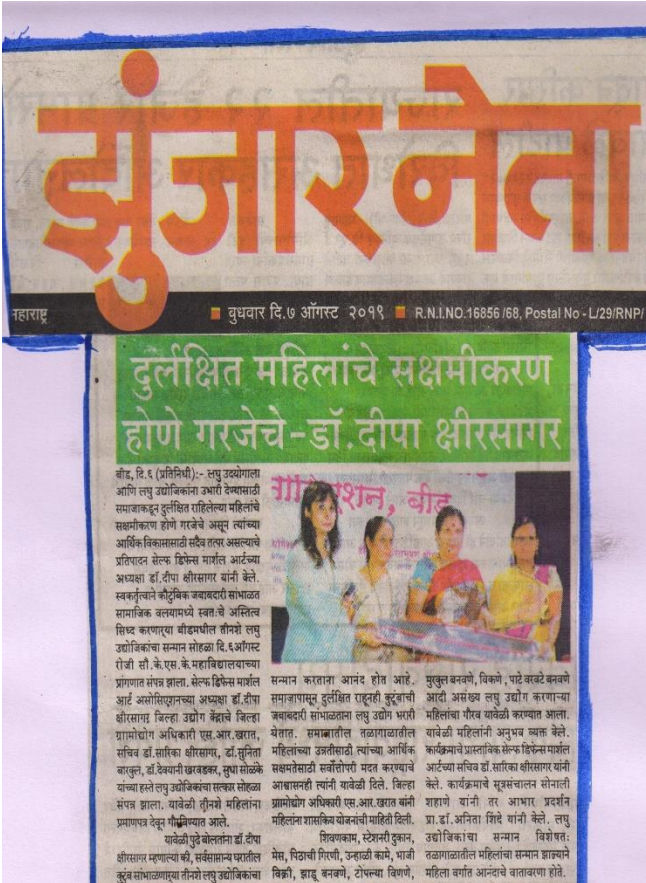 झुंजार नेता
महाराष्ट्र
बुधवार दि.७ ऑगस्ट २०१९
R.N.I.NO.16856 /68, Postal No - L/29/RNP/
दुर्लक्षित महिलांचे सक्षमीकरण
होणे गरजेचे-डॉ.दीपा क्षीरसागर
बीड, दि.६ (प्रतिनिधी):- लघु उदयोगाला
आणि लघु उद्योजिकांना उभारी देण्यासाठी
समाजाकडून दुर्लक्षित राहिलेल्या महिलांचे
सक्षमीकरण होणे गरजेचे असून त्यांच्या
आर्थिक विकासासाठी सदैव तत्पर असल्याचे
प्रतिपादन सेल्फ डिफेन्स मार्शल आर्टच्या
अध्यक्षा डॉ.दीपा क्षीरसागर यांनी केले.
स्वकर्तृत्वाने कौटुंबिक जबाबदारी सांभाळत
सामाजिक वलयामध्ये स्वतःचे अस्तित्व
सिध्द करणाऱ्या बीडमधील तीनशे लघु
उद्योजिकांचा सन्मान सोहळा दि.६ऑगस्ट
रोजी सौ.के.एस.के.महाविद्यालयाच्या
प्रांगणात संपन्न झाला. सेल्फ डिफेन्स मार्शल
आर्ट असोसिएशनच्या अध्यक्षा डॉ.दीपा
क्षीरसागर जिल्हा उद्योग केंद्राचे जिल्हा
ग्रामोद्योग अधिकारी एस.आर.खरात,
सचिव डॉ.सारिका क्षीरसागर, डॉ.सुनिता
बारकुल, डॉ.देवयानी खरवडकर, सुधा सोळंके
यांच्या हस्ते लघु उद्योजिकांचा सत्कार सोहळा
संपन्न झाला. यावेळी तीनशे महिलांना
प्रमाणपत्र देवून गौरविण्यात आले.
यावेळी पुढे बोलतांना डॉ.दीपा
क्षीरसागर म्हणाल्या की, सर्वसामान्य घरातील
कुटुंब सांभाळणाऱ्या तीनशे लघु उद्योजिकांचा
शन, बीड
सन्मान करताना आनंद होत आहे.
समाजापासून दुर्लक्षित राहूनही कुटुंबाची
जबाबदारी सांभाळताना लघु उद्योग भरारी
घेतात. समाजातील तळागाळातील
महिलांच्या उन्नतीसाठी त्यांच्या आर्थिक
सक्षमतेसाठी सर्वोत्तोपरी मदत करण्याचे
आश्वासनही त्यांनी यावेळी दिले. जिल्हा
ग्रामोद्योग अधिकारी एस.आर.खरात यांनी
महिलांना शासकिय योजनांची माहिती दिली.
शिवणकाम, स्टेशनरी दुकान,
मेस, पिठाची गिरणी, उन्हाळी कामे, भाजी
विक्री, झाडू बनवणे, टोपल्या विणणे,
मुखुल बनवणे, विकणे, पाटे वरवटे बनवणे
आदी असंख्य लघु उद्योग करणाऱ्या
महिलांचा गौरव यावेळी करण्यात आला.
यावेळी महिलांनी अनुभव व्यक्त केले.
कार्यक्रमाचे प्रास्ताविक सेल्फ डिफेन्स मार्शल
आर्टच्या सचिव डॉ.सारिका क्षीरसागर यांनी
केले. कार्यक्रमाचे सूत्रसंचालन सोनाली
शहाणे यांनी तर आभार प्रदर्शन
प्रा.डॉ.अनिता शिंदे यांनी केले. लघु
उद्योजिकांचा सन्मान विशेषतः
तळागाळातील महिलांचा सन्मान झाल्याने
महिला वर्गात आनंदाचे वातावरण होते.